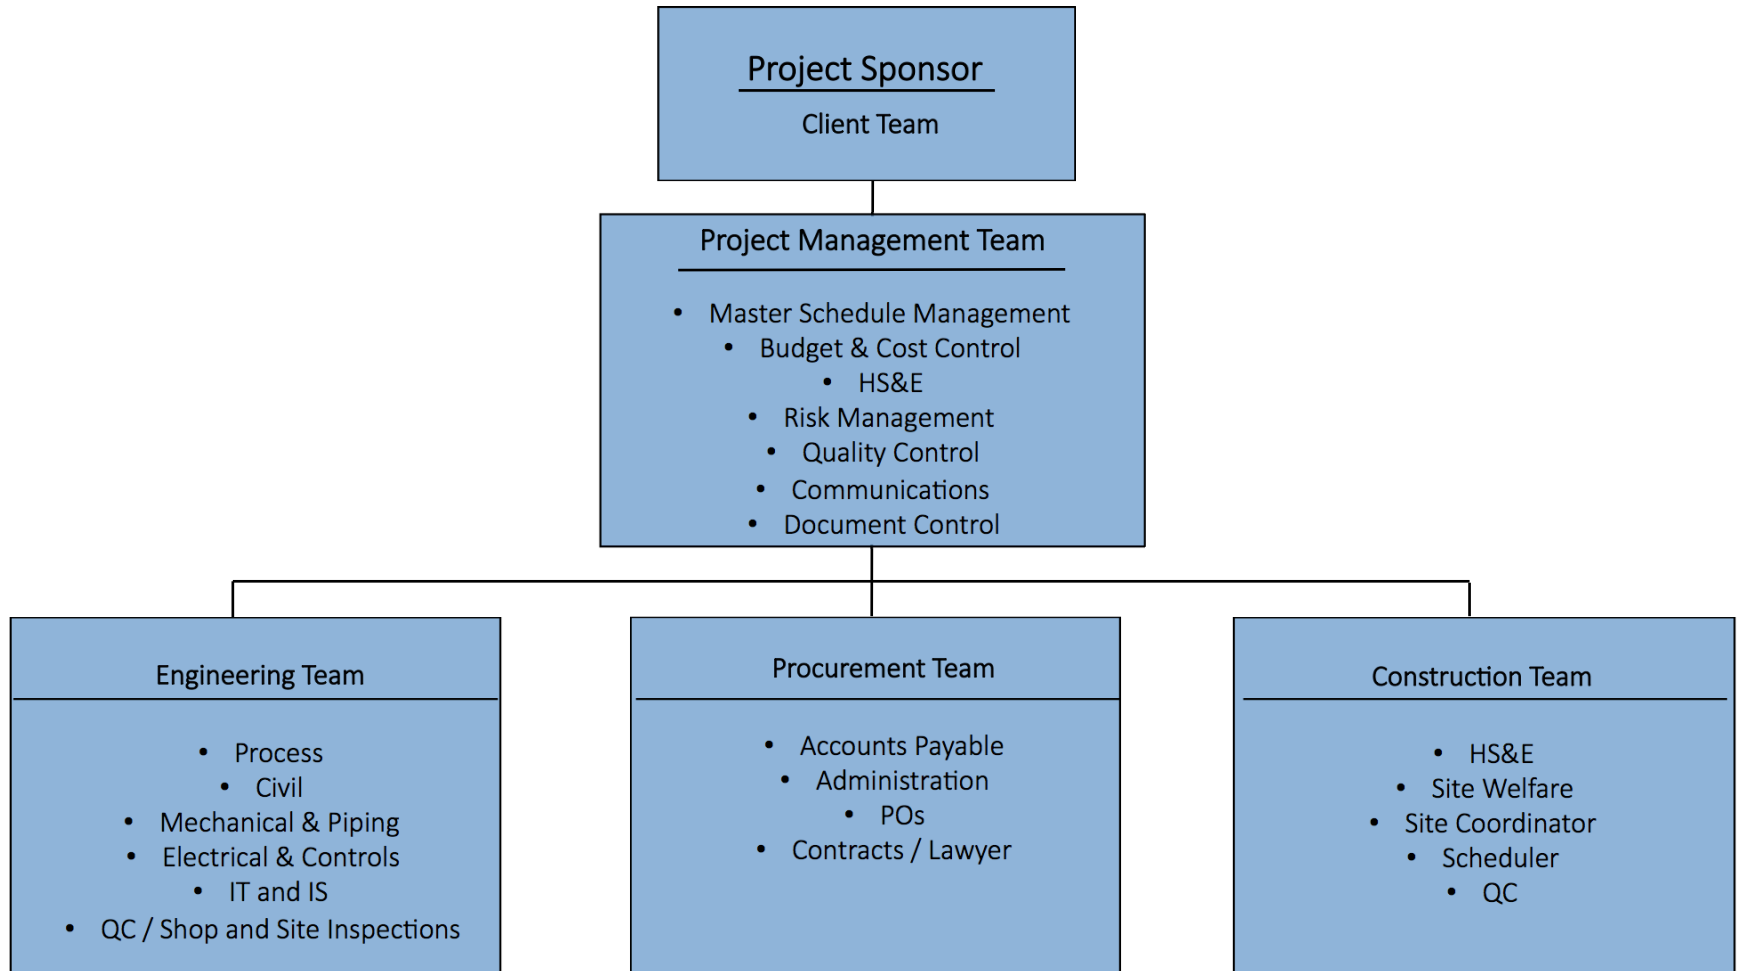 Project Sponsor
Client Team
Project Management Team
• Master Schedule Management
• Budget & Cost Control
• HS&E
• Risk Management
• Quality Control
• Communications
• Document Control
Engineering Team
• Process
• Civil
• Mechanical & Piping
• Electrical & Controls
• IT and IS
• QC / Shop and Site Inspections
Procurement Team
• Accounts Payable
• Administration
• POs
• Contracts / Lawyer
Construction Team
• HS&E
• Site Welfare
• Site Coordinator
• Scheduler
• QC